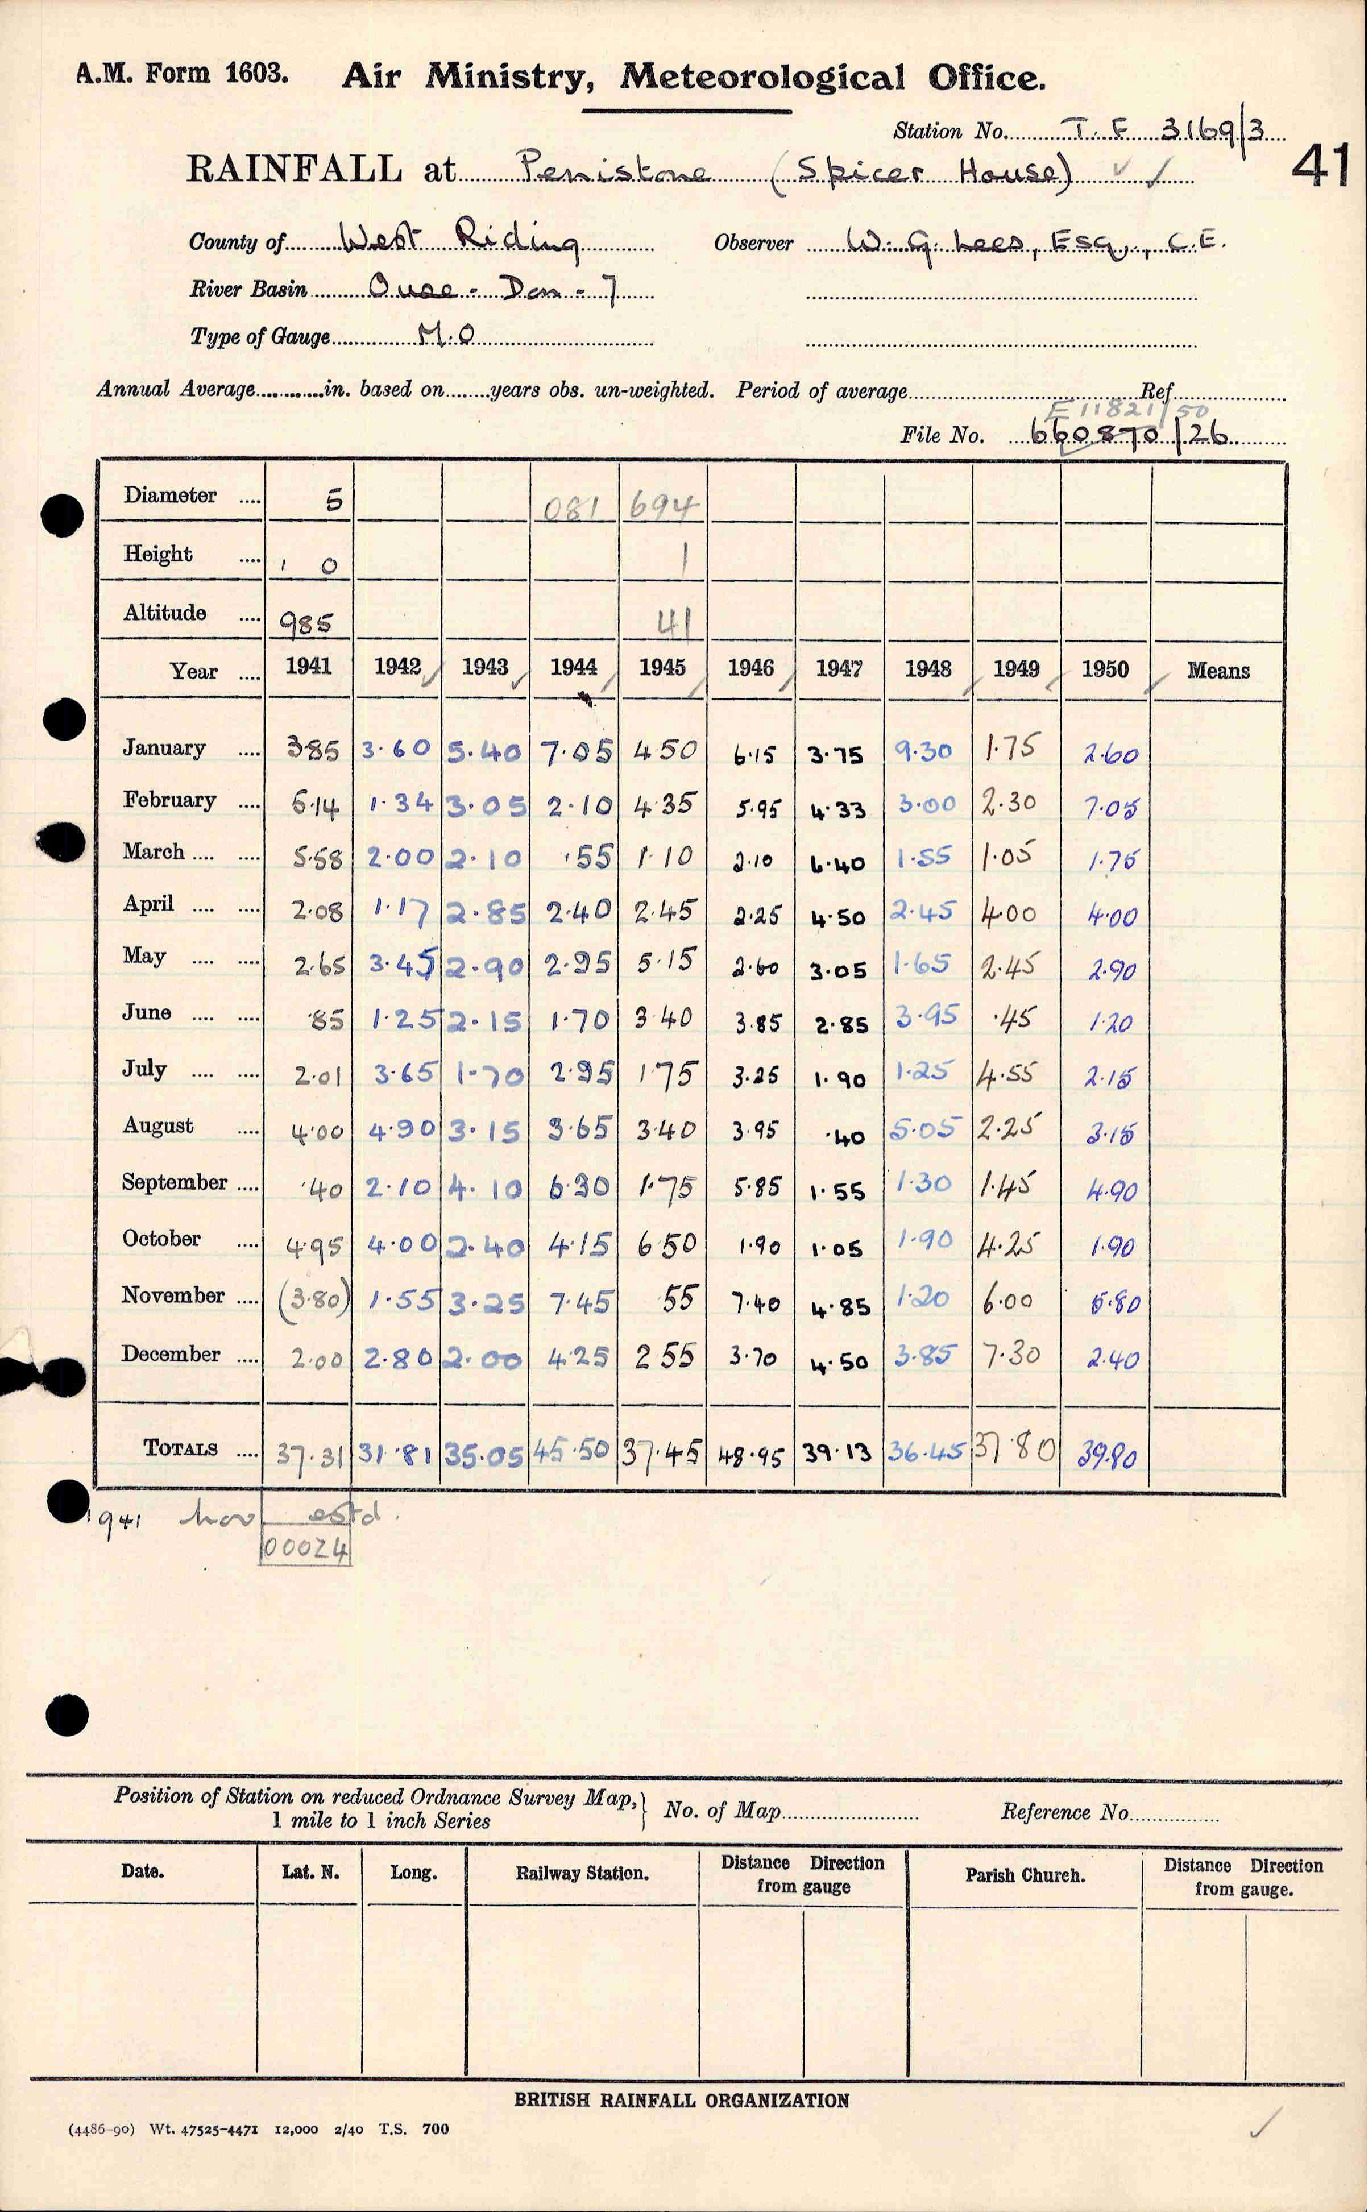 A.M. Form 1603. Air Ministry, Meteorological Office.
Station No. T.F 3169/3
41
RAINFALL at Penistone (Spicer House) ✓ ✓
County of West Riding Observer W. G. Lees, Esq., C.E.
River Basin Ouse - Don - 7
Type of Gauge M.O
Annual Average............in. based on........years obs. un-weighted. Period of average.......... Ref..........
E 11821/50
File No. 660870/26
Diameter .... 5 081 694
Height .... 1 0 1
Altitude .... 985 41
Year .... 1941 1942 1943 1944 1945 1946 1947 1948 1949 1950 Means
January .... 3.85 3.60 5.40 7.05 4.50 6.15 3.75 9.30 1.75 2.60
February .... 5.14 1.34 3.05 2.10 4.35 5.95 4.33 3.00 2.30 7.05
March .... .... 5.58 2.00 2.10 .55 1.10 2.10 6.40 1.55 1.05 1.75
April .... .... 2.08 1.17 2.85 2.40 2.45 2.25 4.50 2.45 4.00 4.00
May .... .... 2.65 3.45 2.90 2.95 5.15 2.60 3.05 1.65 2.45 2.90
June .... .... .85 1.25 2.15 1.70 3.40 3.85 2.85 3.95 .45 1.20
July .... .... 2.01 3.65 1.70 2.95 1.75 3.25 1.90 1.25 4.55 2.15
August .... 4.00 4.90 3.15 3.65 3.40 3.95 .40 5.05 2.25 3.15
September .... .40 2.10 4.10 6.30 1.75 5.85 1.55 1.30 1.45 4.90
October .... 4.95 4.00 2.40 4.15 6.50 1.90 1.05 1.90 4.25 1.90
November .... (3.80) 1.55 3.25 7.45 55 7.40 4.85 1.20 6.00 5.80
December .... 2.00 2.80 2.00 4.25 2.55 3.70 4.50 3.85 7.30 2.40
TOTALS .... 37.31 31.81 35.05 45.50 37.45 48.95 39.13 36.45 37.80 39.80
1941 nov estd.
00024
Position of Station on reduced Ordnance Survey Map, 1 mile to 1 inch Series } No. of Map.......... Reference No..........
Date. Lat. N. Long. Railway Station. Distance Direction from gauge Parish Church. Distance Direction from gauge.
BRITISH RAINFALL ORGANIZATION
(4486-90) Wt. 47525-4471 12,000 2/40 T.S. 700